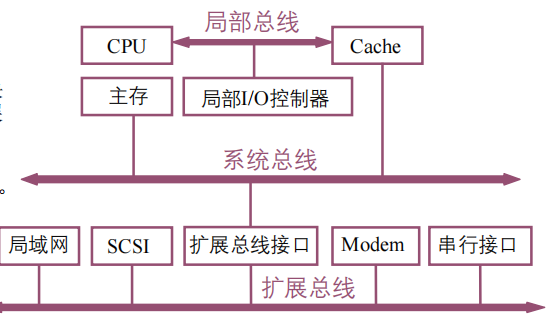 局部总线
CPU
Cache
主存
局部I/O控制器
系统总线
。
局域网
SCSI
扩展总线接口
Modem
串行接口
扩展总线